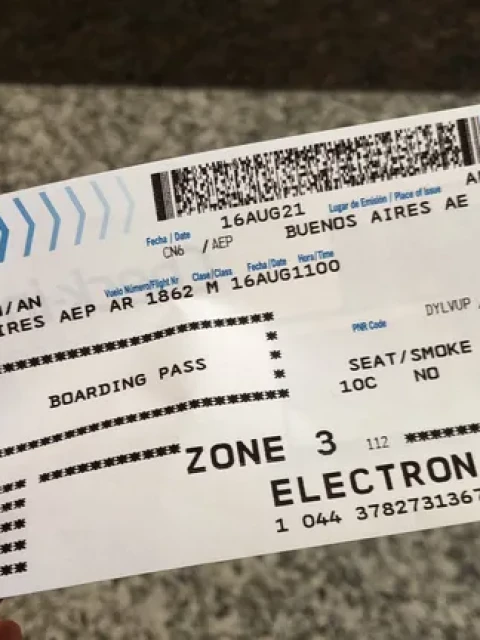 16AUG21 Lugar de Emisión / Place of Issue
Fecha / Date
CN6 /AEP BUENOS AIRES AE
Vuelo Número/Flight Nr Clase/Class Fecha/Date Hora/Time
/AN
IRES AEP AR 1862 M 16AUG1100
PNR Code DYLVUP
BOARDING PASS
SEAT/SMOKE
10C NO
ZONE 3 112
ELECTRON
1 044 3782731367